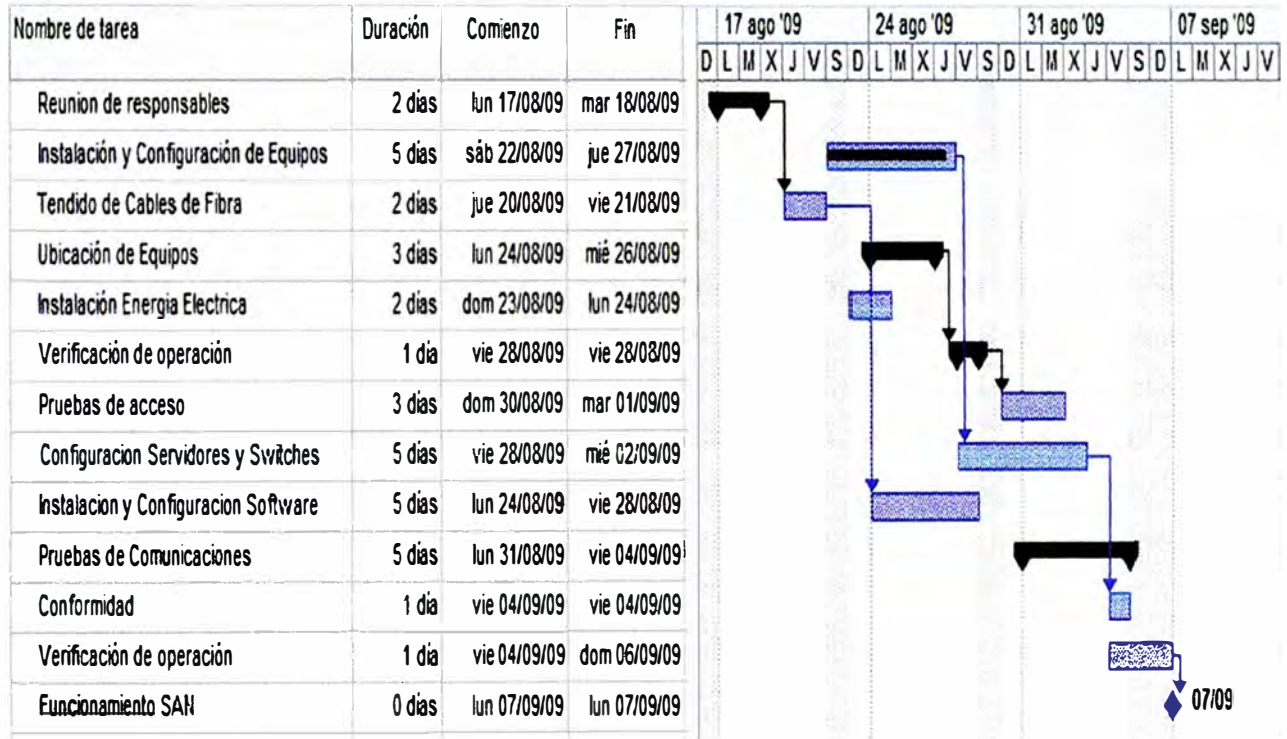 Nombre de tarea Duración Comienzo Fin 17 ago '09 24 ago '09 31 ago '09 07 sep '09
D L M X J V S D L M X J V S D L M X J V S D L M X J V
Reunion de responsables 2 días lun 17/08/09 mar 18/08/09
Instalación y Configuración de Equipos 5 días sáb 22/08/09 jue 27/08/09
Tendido de Cables de Fibra 2 días jue 20/08/09 vie 21/08/09
Ubicación de Equipos 3 días lun 24/08/09 mié 26/08/09
Instalación Energia Electrica 2 días dom 23/08/09 lun 24/08/09
Verificación de operación 1 día vie 28/08/09 vie 28/08/09
Pruebas de acceso 3 días dom 30/08/09 mar 01/09/09
Configuracion Servidores y Switches 5 días vie 28/08/09 mié 02/09/09
Instalacion y Configuracion Software 5 días lun 24/08/09 vie 28/08/09
Pruebas de Comunicaciones 5 días lun 31/08/09 vie 04/09/09
Conformidad 1 día vie 04/09/09 vie 04/09/09
Verificación de operación 1 día vie 04/09/09 dom 06/09/09
Funcionamiento SAN 0 días lun 07/09/09 lun 07/09/09 07/09